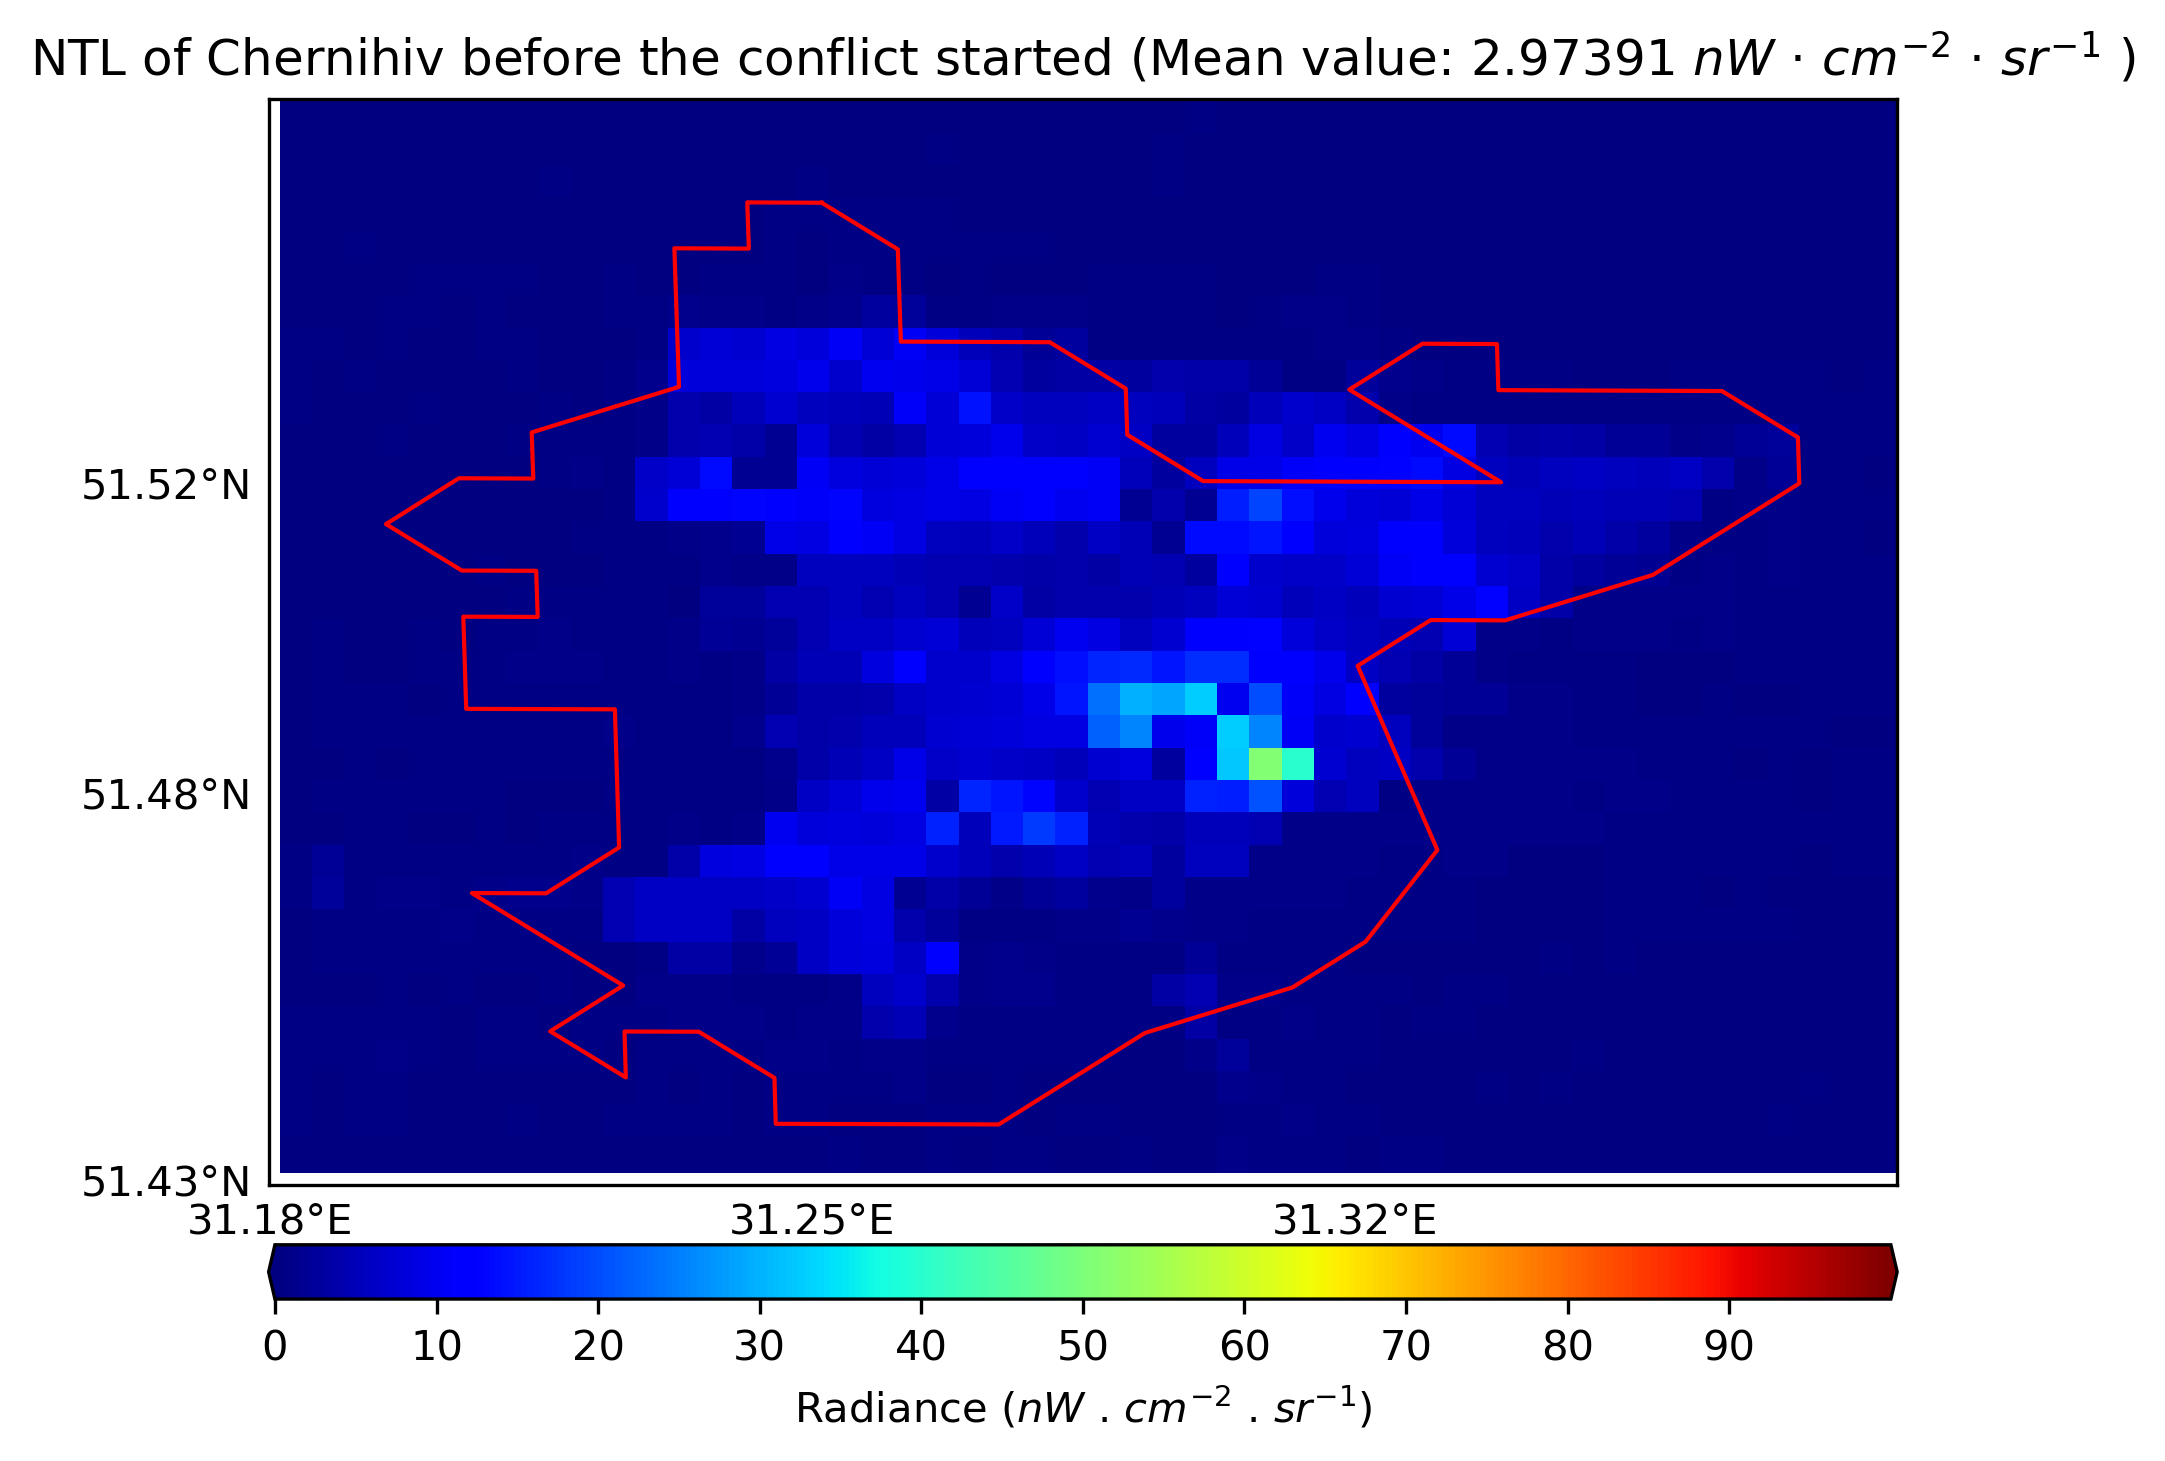 NTL of Chernihiv before the conflict started (Mean value: 2.97391 nW · cm⁻² · sr⁻¹ )
51.52°N
51.48°N
51.43°N
31.18°E 31.25°E 31.32°E
0 10 20 30 40 50 60 70 80 90
Radiance (nW . cm⁻² . sr⁻¹)